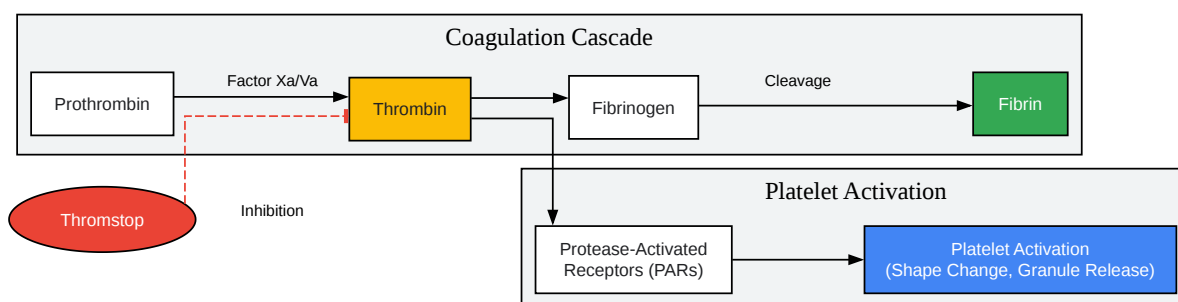 Coagulation Cascade
Factor Xa/Va
Cleavage
Prothrombin
Thrombin
Fibrinogen
Fibrin
Thromstop
Inhibition
Platelet Activation
Protease-Activated
Receptors (PARs)
Platelet Activation
(Shape Change, Granule Release)